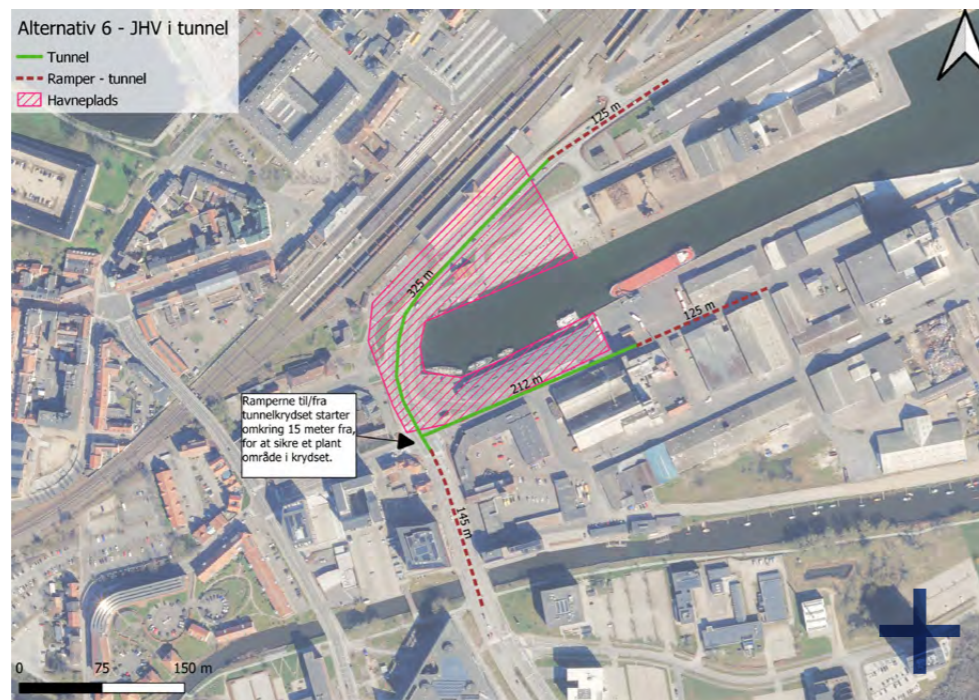 Alternativ 6 - JHV i tunnel
Tunnel
Ramper - tunnel
Havneplads
125 m
325 m
125 m
212 m
Ramperne til/fra
tunnelkrydset starter
omkring 15 meter fra,
for at sikre et plant
område i krydset.
145 m
0 75 150 m